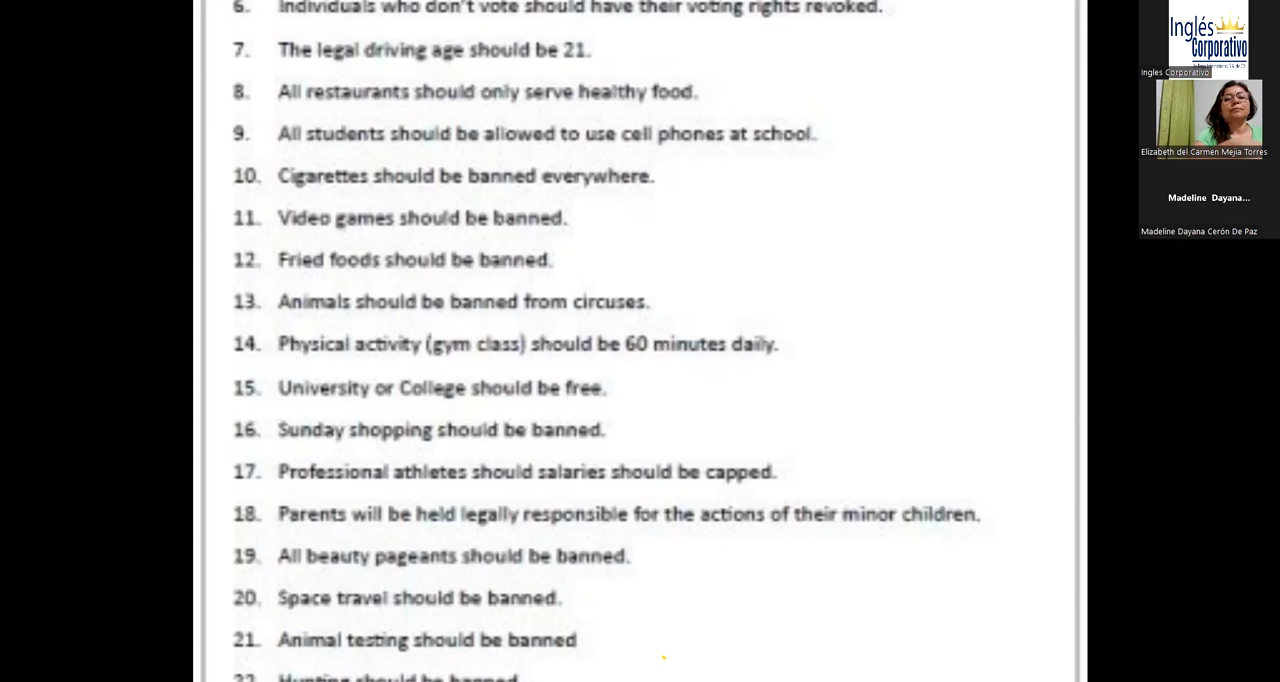 6. Individuals who don't vote should have their voting rights revoked.
7. The legal driving age should be 21.
8. All restaurants should only serve healthy food.
9. All students should be allowed to use cell phones at school.
10. Cigarettes should be banned everywhere.
11. Video games should be banned.
12. Fried foods should be banned.
13. Animals should be banned from circuses.
14. Physical activity (gym class) should be 60 minutes daily.
15. University or College should be free.
16. Sunday shopping should be banned.
17. Professional athletes should salaries should be capped.
18. Parents will be held legally responsible for the actions of their minor children.
19. All beauty pageants should be banned.
20. Space travel should be banned.
21. Animal testing should be banned
22. Hunting should be banned
Inglés
Corporativo
Ingles Corporativo
Elizabeth del Carmen Mejia Torres
Madeline Dayana...
Madeline Dayana Cerón De Paz